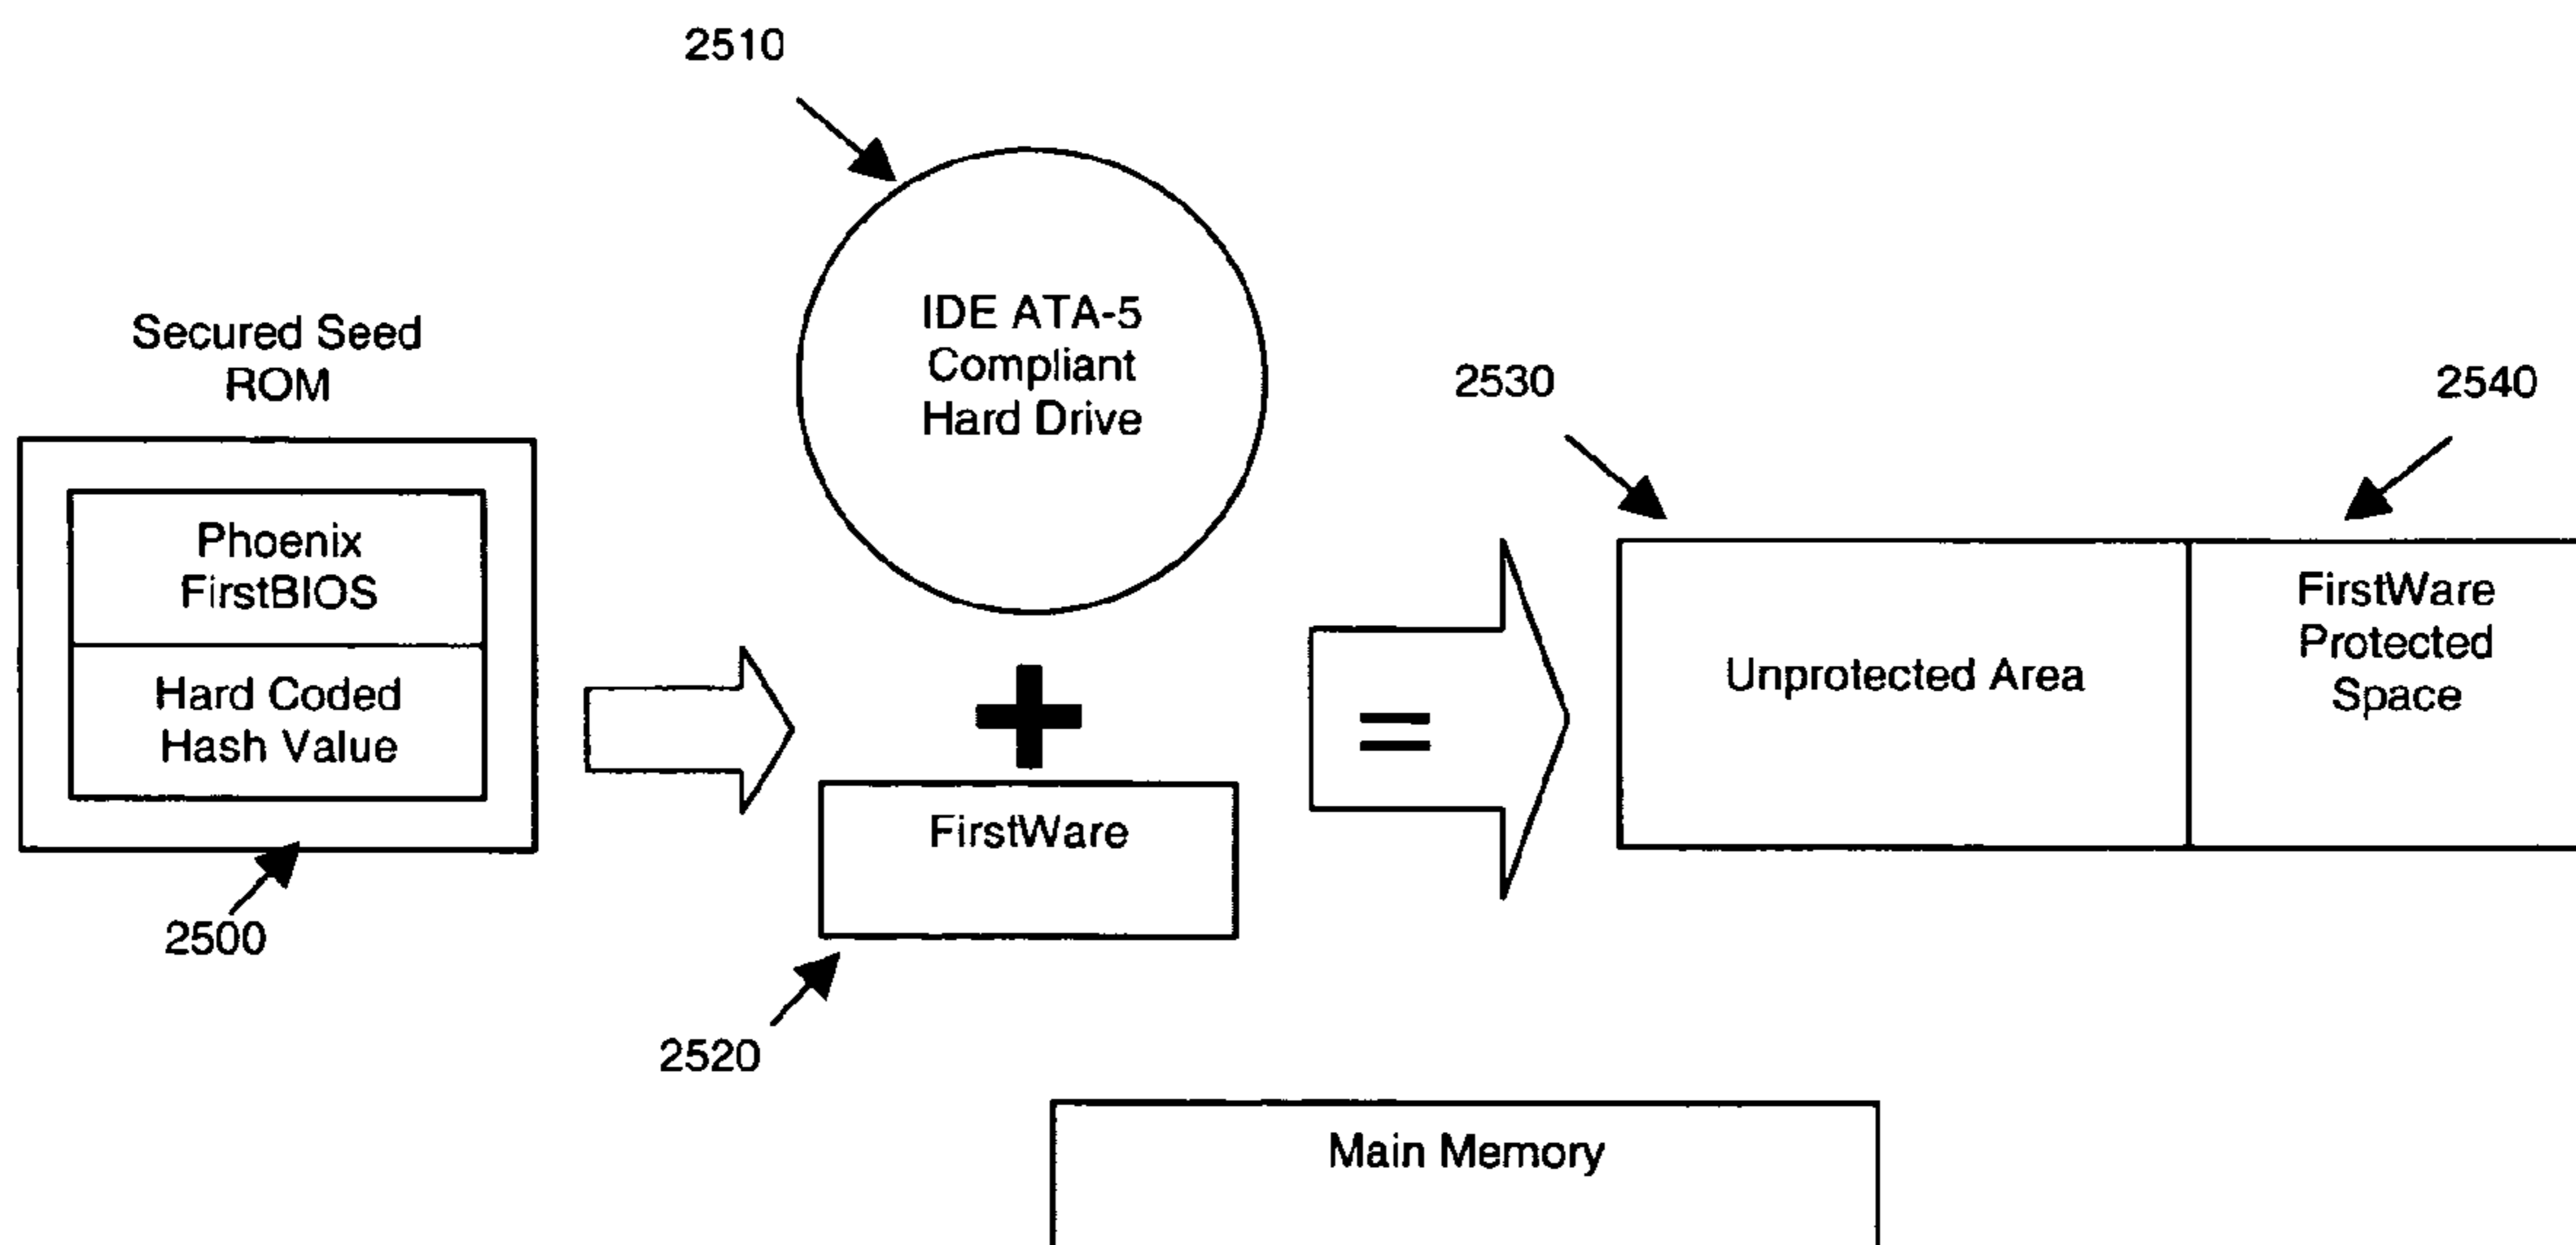 2510
IDE ATA-5
Compliant
Hard Drive
Secured Seed
ROM
2530
2540
Phoenix
FirstBIOS
Hard Coded
Hash Value
FirstWare
Protected
Space
Unprotected Area
+
=
FirstWare
2500
2520
Main Memory